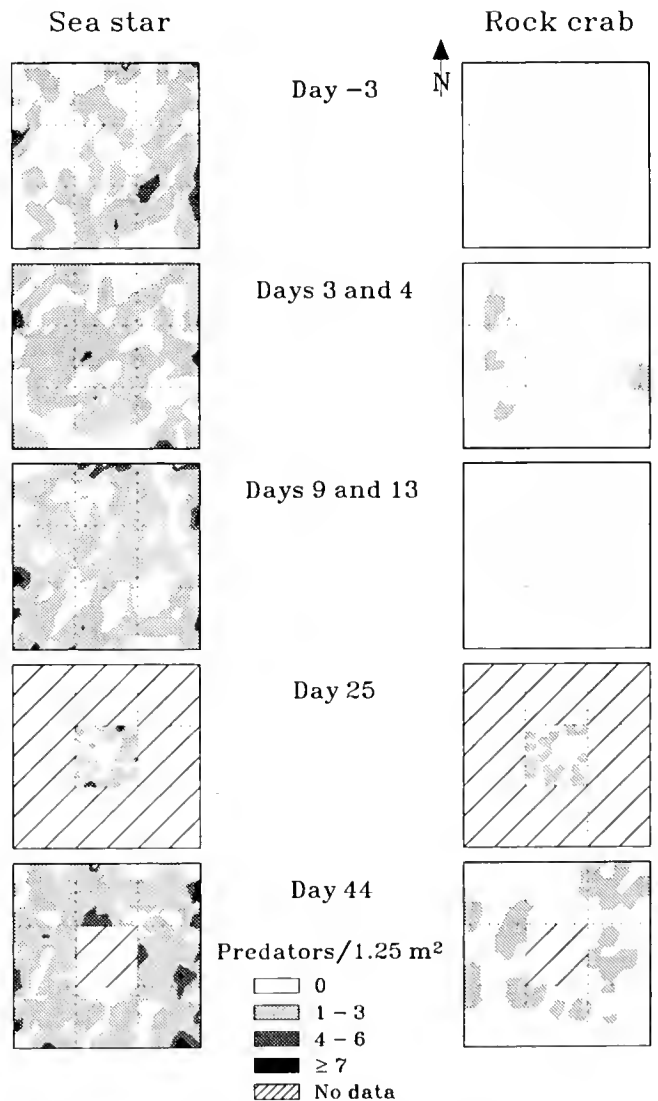 Sea star
Rock crab
N
Day −3
Days 3 and 4
Days 9 and 13
Day 25
Day 44
Predators/1.25 m²
0
1 − 3
4 − 6
≥ 7
No data